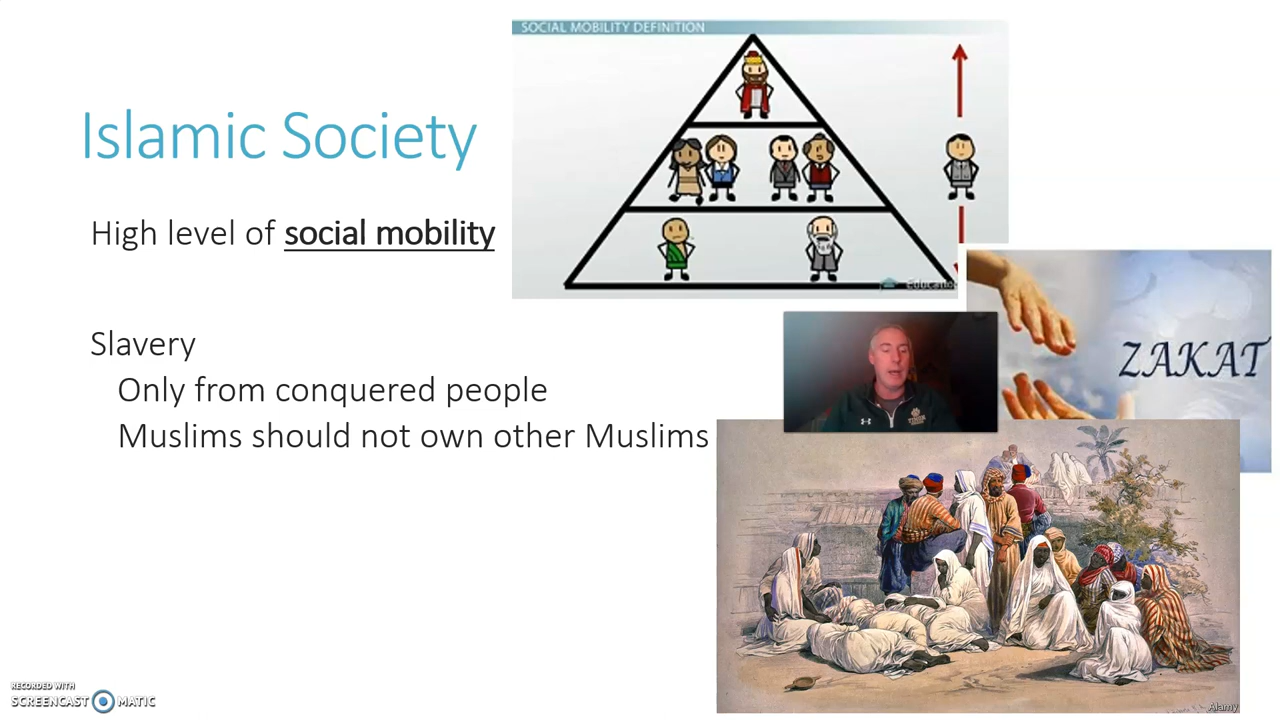 SOCIAL MOBILITY DEFINITION
Islamic Society
High level of social mobility
Slavery
Only from conquered people
Muslims should not own other Muslims
ZAKAT
RECORDED WITH
SCREENCAST MATIC
Alamy